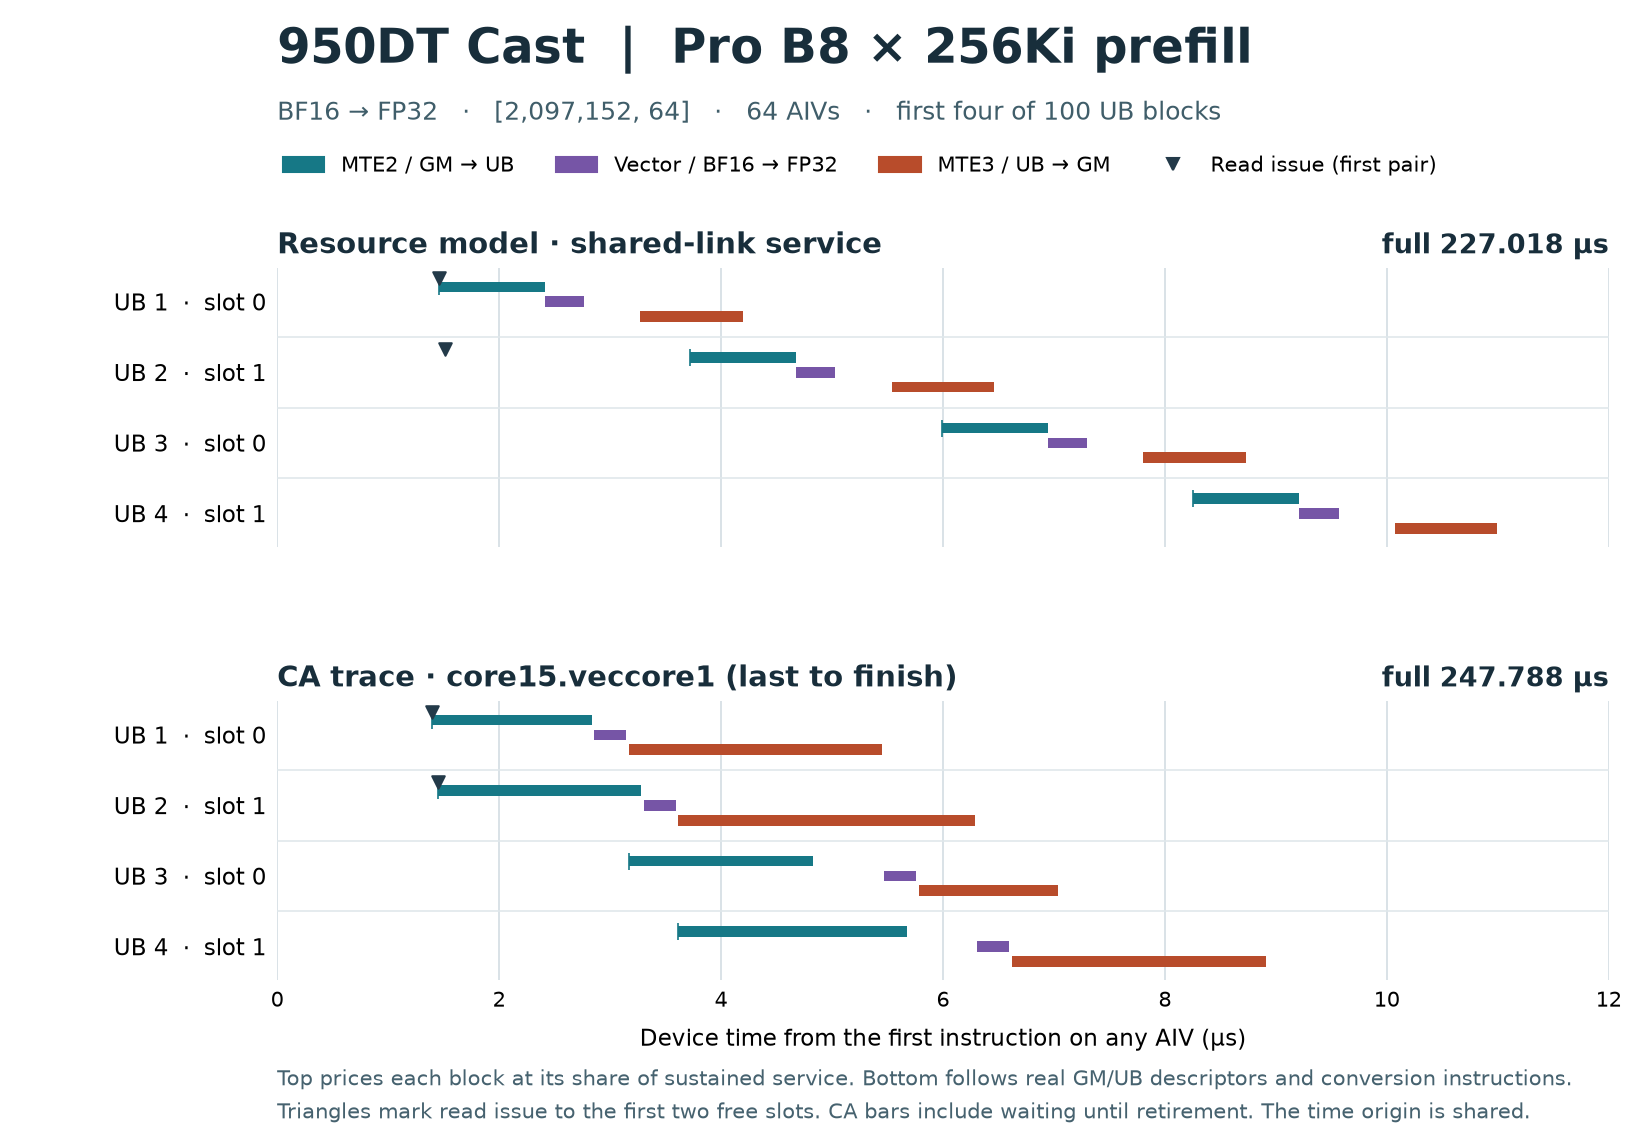 950DT Cast | Pro B8 × 256Ki prefill
BF16 → FP32 · [2,097,152, 64] · 64 AIVs · first four of 100 UB blocks
MTE2 / GM → UB Vector / BF16 → FP32 MTE3 / UB → GM Read issue (first pair)
Resource model · shared-link service full 227.018 µs
UB 1 · slot 0
UB 2 · slot 1
UB 3 · slot 0
UB 4 · slot 1
CA trace · core15.veccore1 (last to finish) full 247.788 µs
UB 1 · slot 0
UB 2 · slot 1
UB 3 · slot 0
UB 4 · slot 1
0 2 4 6 8 10 12
Device time from the first instruction on any AIV (µs)
Top prices each block at its share of sustained service. Bottom follows real GM/UB descriptors and conversion instructions.
Triangles mark read issue to the first two free slots. CA bars include waiting until retirement. The time origin is shared.